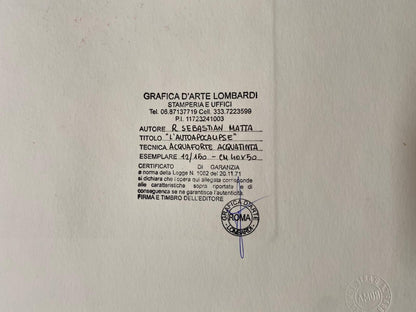 GRAFICA D'ARTE LOMBARDI
STAMPERIA E UFFICI
Tel. 06.87137719 Cell. 333.7223599
P.I. 11723241003
AUTORE R. SEBASTIAN MATTA
TITOLO "L'AUTOAPOCALIPSE"
TECNICA ACQUAFORTE ACQUATINTA
ESEMPLARE 12/160 - CM 40X50
CERTIFICATO DI GARANZIA
a norma della Legge N. 1062 del 20.11.71
si dichiara che l'opera qui allegata corrisponde
alle caratteristiche sopra riportate e di
conseguenza se ne garantisce l'autenticità.
FIRMA E TIMBRO DELL'EDITORE
GRAFICA D'ARTE
ROMA
LOMBARDI